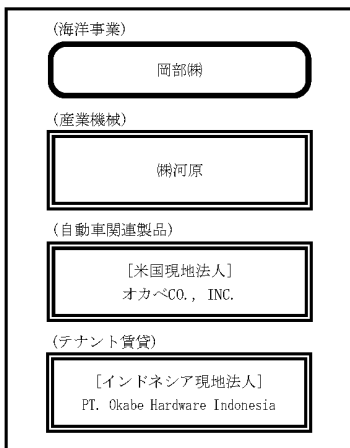 (海洋事業)
岡部㈱
(産業機械)
㈱河原
(自動車関連製品)
[米国現地法人]
オカベCO., INC.
(テナント賃貸)
[インドネシア現地法人]
PT. Okabe Hardware Indonesia